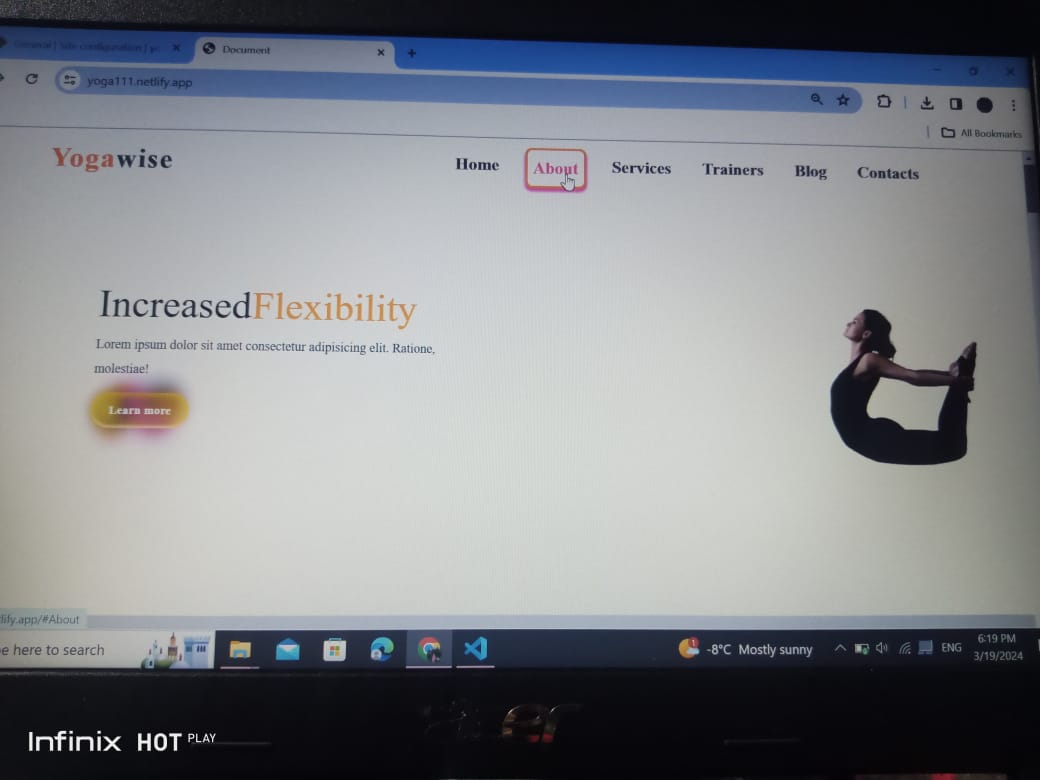 General | Site configuration | yo
Document
yoga111.netlify.app
All Bookmarks
Yogawise
Home About Services Trainers Blog Contacts
IncreasedFlexibility
Lorem ipsum dolor sit amet consectetur adipisicing elit. Ratione,
molestiae!
Learn more
lify.app/#About
e here to search
1
-8°C Mostly sunny
ENG
6:19 PM
3/19/2024
Infinix HOT PLAY